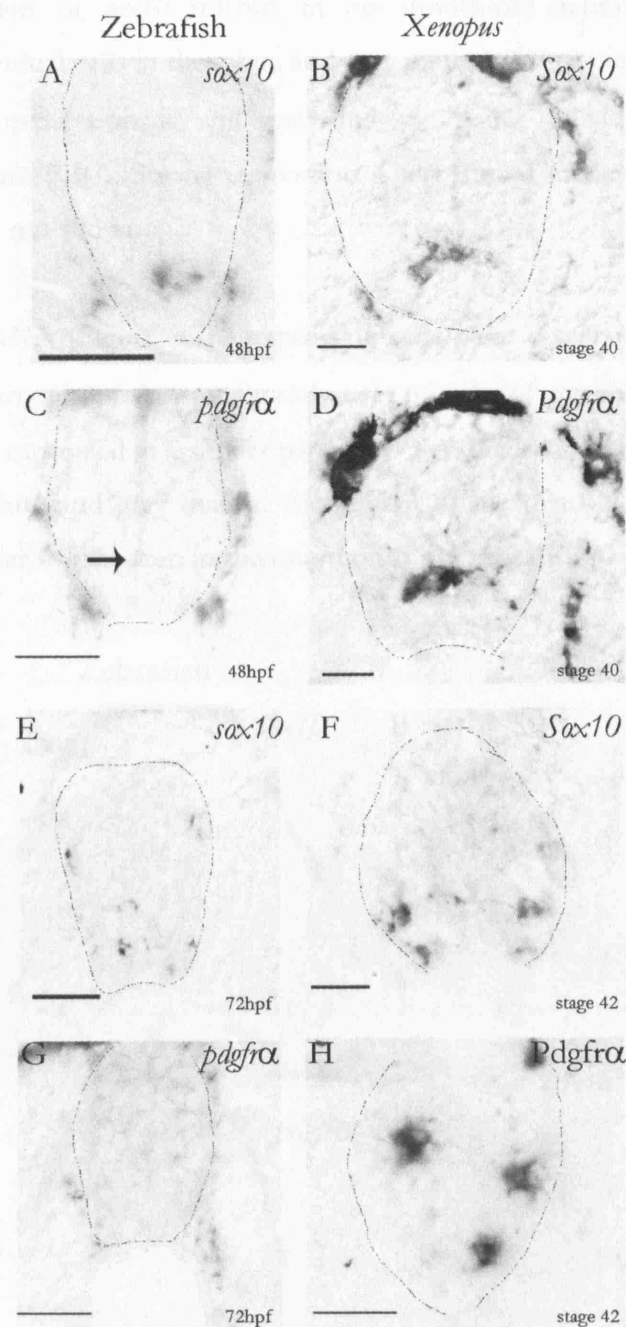 Zebrafish Xenopus
A sox10 B Sox10
48hpf stage 40
C pdgfrα D Pdgfrα
48hpf stage 40
E sox10 F Sox10
72hpf stage 42
G pdgfrα H Pdgfrα
72hpf stage 42